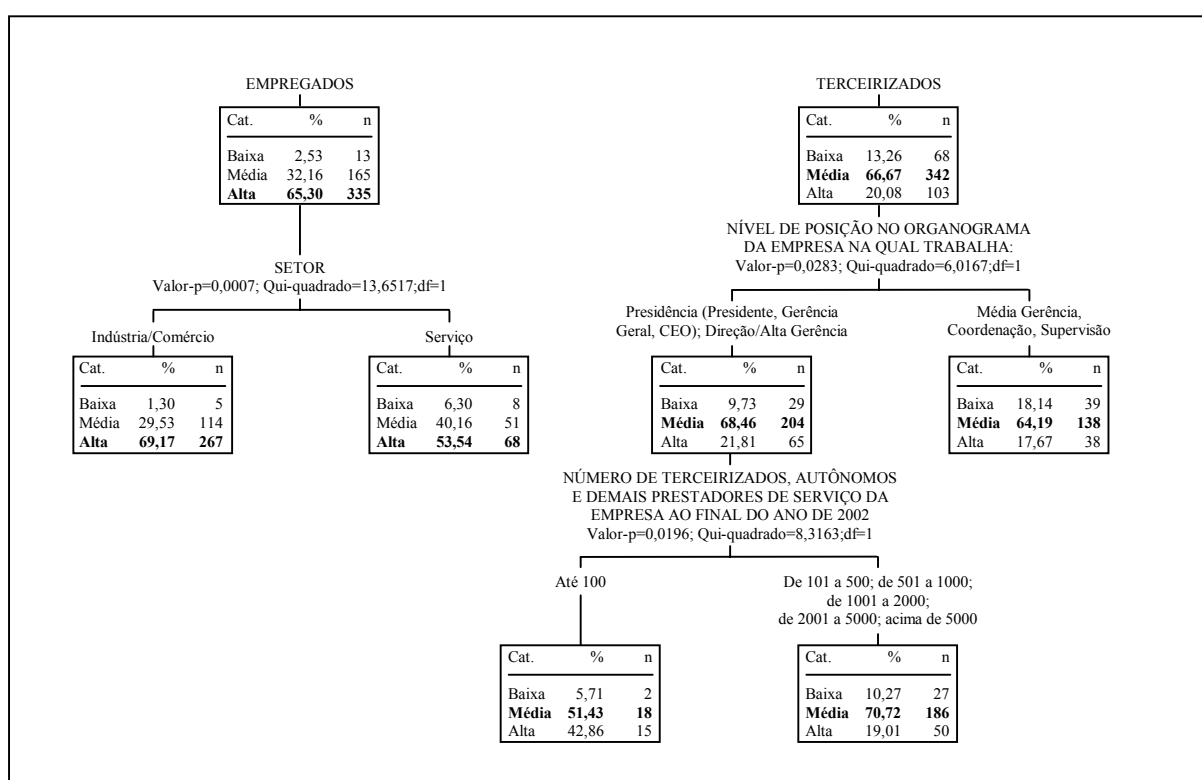 EMPREGADOS
Cat. % n
Baixa 2,53 13
Média 32,16 165
Alta 65,30 335
SETOR
Valor-p=0,0007; Qui-quadrado=13,6517;df=1
Indústria/Comércio
Cat. % n
Baixa 1,30 5
Média 29,53 114
Alta 69,17 267
Serviço
Cat. % n
Baixa 6,30 8
Média 40,16 51
Alta 53,54 68
TERCEIRIZADOS
Cat. % n
Baixa 13,26 68
Média 66,67 342
Alta 20,08 103
NÍVEL DE POSIÇÃO NO ORGANOGRAMA
DA EMPRESA NA QUAL TRABALHA:
Valor-p=0,0283; Qui-quadrado=6,0167;df=1
Presidência (Presidente, Gerência
Geral, CEO); Direção/Alta Gerência
Cat. % n
Baixa 9,73 29
Média 68,46 204
Alta 21,81 65
Média Gerência,
Coordenação, Supervisão
Cat. % n
Baixa 18,14 39
Média 64,19 138
Alta 17,67 38
NÚMERO DE TERCEIRIZADOS, AUTÔNOMOS
E DEMAIS PRESTADORES DE SERVIÇO DA
EMPRESA AO FINAL DO ANO DE 2002
Valor-p=0,0196; Qui-quadrado=8,3163;df=1
Até 100
Cat. % n
Baixa 5,71 2
Média 51,43 18
Alta 42,86 15
De 101 a 500; de 501 a 1000;
de 1001 a 2000;
de 2001 a 5000; acima de 5000
Cat. % n
Baixa 10,27 27
Média 70,72 186
Alta 19,01 50